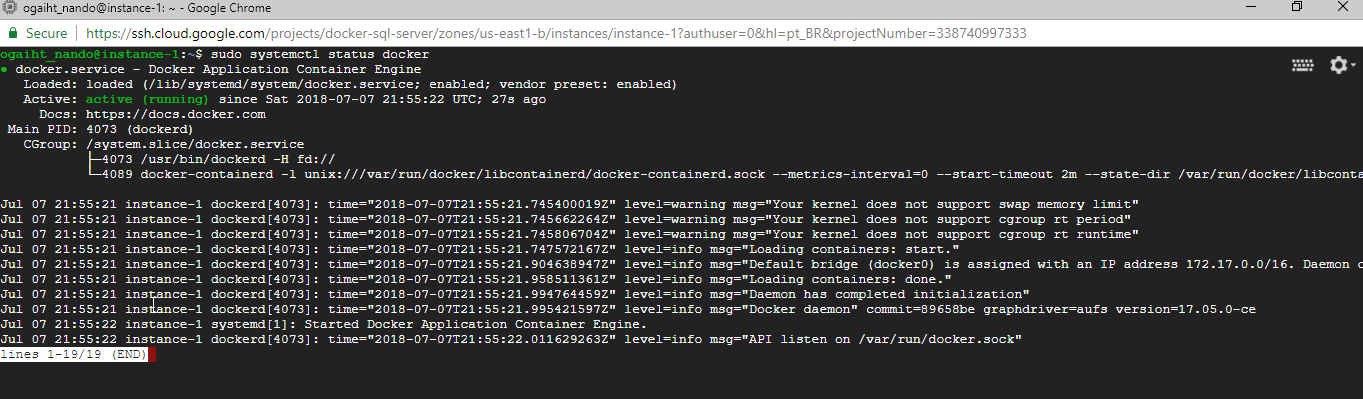 ogaiht_nando@instance-1: ~ - Google Chrome
Secure | https://ssh.cloud.google.com/projects/docker-sql-server/zones/us-east1-b/instances/instance-1?authuser=0&hl=pt_BR&projectNumber=338740997333
ogaiht_nando@instance-1:~$ sudo systemctl status docker
● docker.service - Docker Application Container Engine
   Loaded: loaded (/lib/systemd/system/docker.service; enabled; vendor preset: enabled)
   Active: active (running) since Sat 2018-07-07 21:55:22 UTC; 27s ago
     Docs: https://docs.docker.com
 Main PID: 4073 (dockerd)
   CGroup: /system.slice/docker.service
           ├─4073 /usr/bin/dockerd -H fd://
           └─4089 docker-containerd -l unix:///var/run/docker/libcontainerd/docker-containerd.sock --metrics-interval=0 --start-timeout 2m --state-dir /var/run/docker/libconta
Jul 07 21:55:21 instance-1 dockerd[4073]: time="2018-07-07T21:55:21.745400019Z" level=warning msg="Your kernel does not support swap memory limit"
Jul 07 21:55:21 instance-1 dockerd[4073]: time="2018-07-07T21:55:21.745662264Z" level=warning msg="Your kernel does not support cgroup rt period"
Jul 07 21:55:21 instance-1 dockerd[4073]: time="2018-07-07T21:55:21.745806704Z" level=warning msg="Your kernel does not support cgroup rt runtime"
Jul 07 21:55:21 instance-1 dockerd[4073]: time="2018-07-07T21:55:21.747572167Z" level=info msg="Loading containers: start."
Jul 07 21:55:21 instance-1 dockerd[4073]: time="2018-07-07T21:55:21.904638947Z" level=info msg="Default bridge (docker0) is assigned with an IP address 172.17.0.0/16. Daemon c
Jul 07 21:55:21 instance-1 dockerd[4073]: time="2018-07-07T21:55:21.958511361Z" level=info msg="Loading containers: done."
Jul 07 21:55:21 instance-1 dockerd[4073]: time="2018-07-07T21:55:21.994764459Z" level=info msg="Daemon has completed initialization"
Jul 07 21:55:21 instance-1 dockerd[4073]: time="2018-07-07T21:55:21.995421597Z" level=info msg="Docker daemon" commit=89658be graphdriver=aufs version=17.05.0-ce
Jul 07 21:55:22 instance-1 systemd[1]: Started Docker Application Container Engine.
Jul 07 21:55:22 instance-1 dockerd[4073]: time="2018-07-07T21:55:22.011629263Z" level=info msg="API listen on /var/run/docker.sock"
lines 1-19/19 (END)